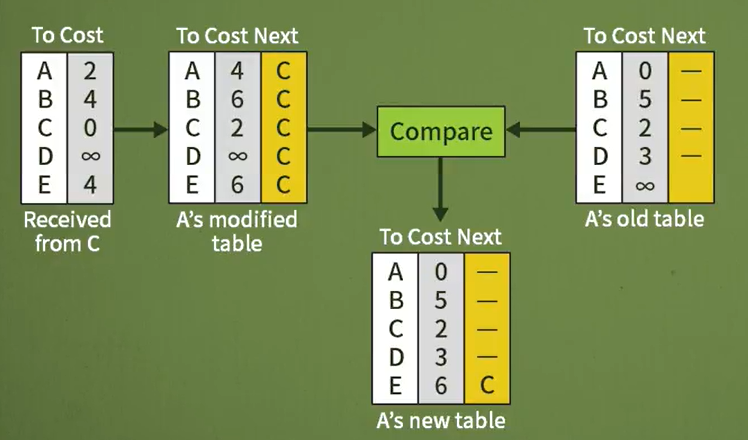 To Cost
A 2
B 4
C 0
D ∞
E 4
Received
from C
To Cost Next
A 4 C
B 6 C
C 2 C
D ∞ C
E 6 C
A's modified
table
Compare
To Cost Next
A 0 —
B 5 —
C 2 —
D 3 —
E ∞
A's old table
To Cost Next
A 0 —
B 5 —
C 2 —
D 3 —
E 6 C
A's new table